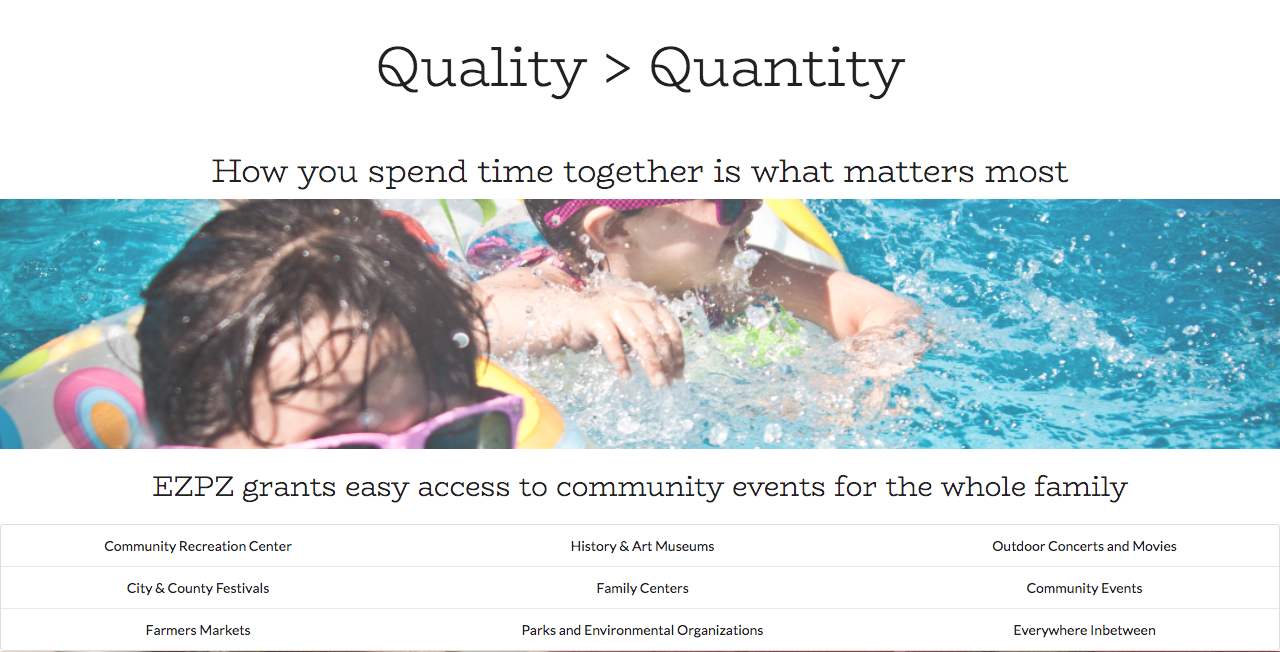 Quality > Quantity
How you spend time together is what matters most
EZPZ grants easy access to community events for the whole family
Community Recreation Center History & Art Museums Outdoor Concerts and Movies
City & County Festivals Family Centers Community Events
Farmers Markets Parks and Environmental Organizations Everywhere Inbetween